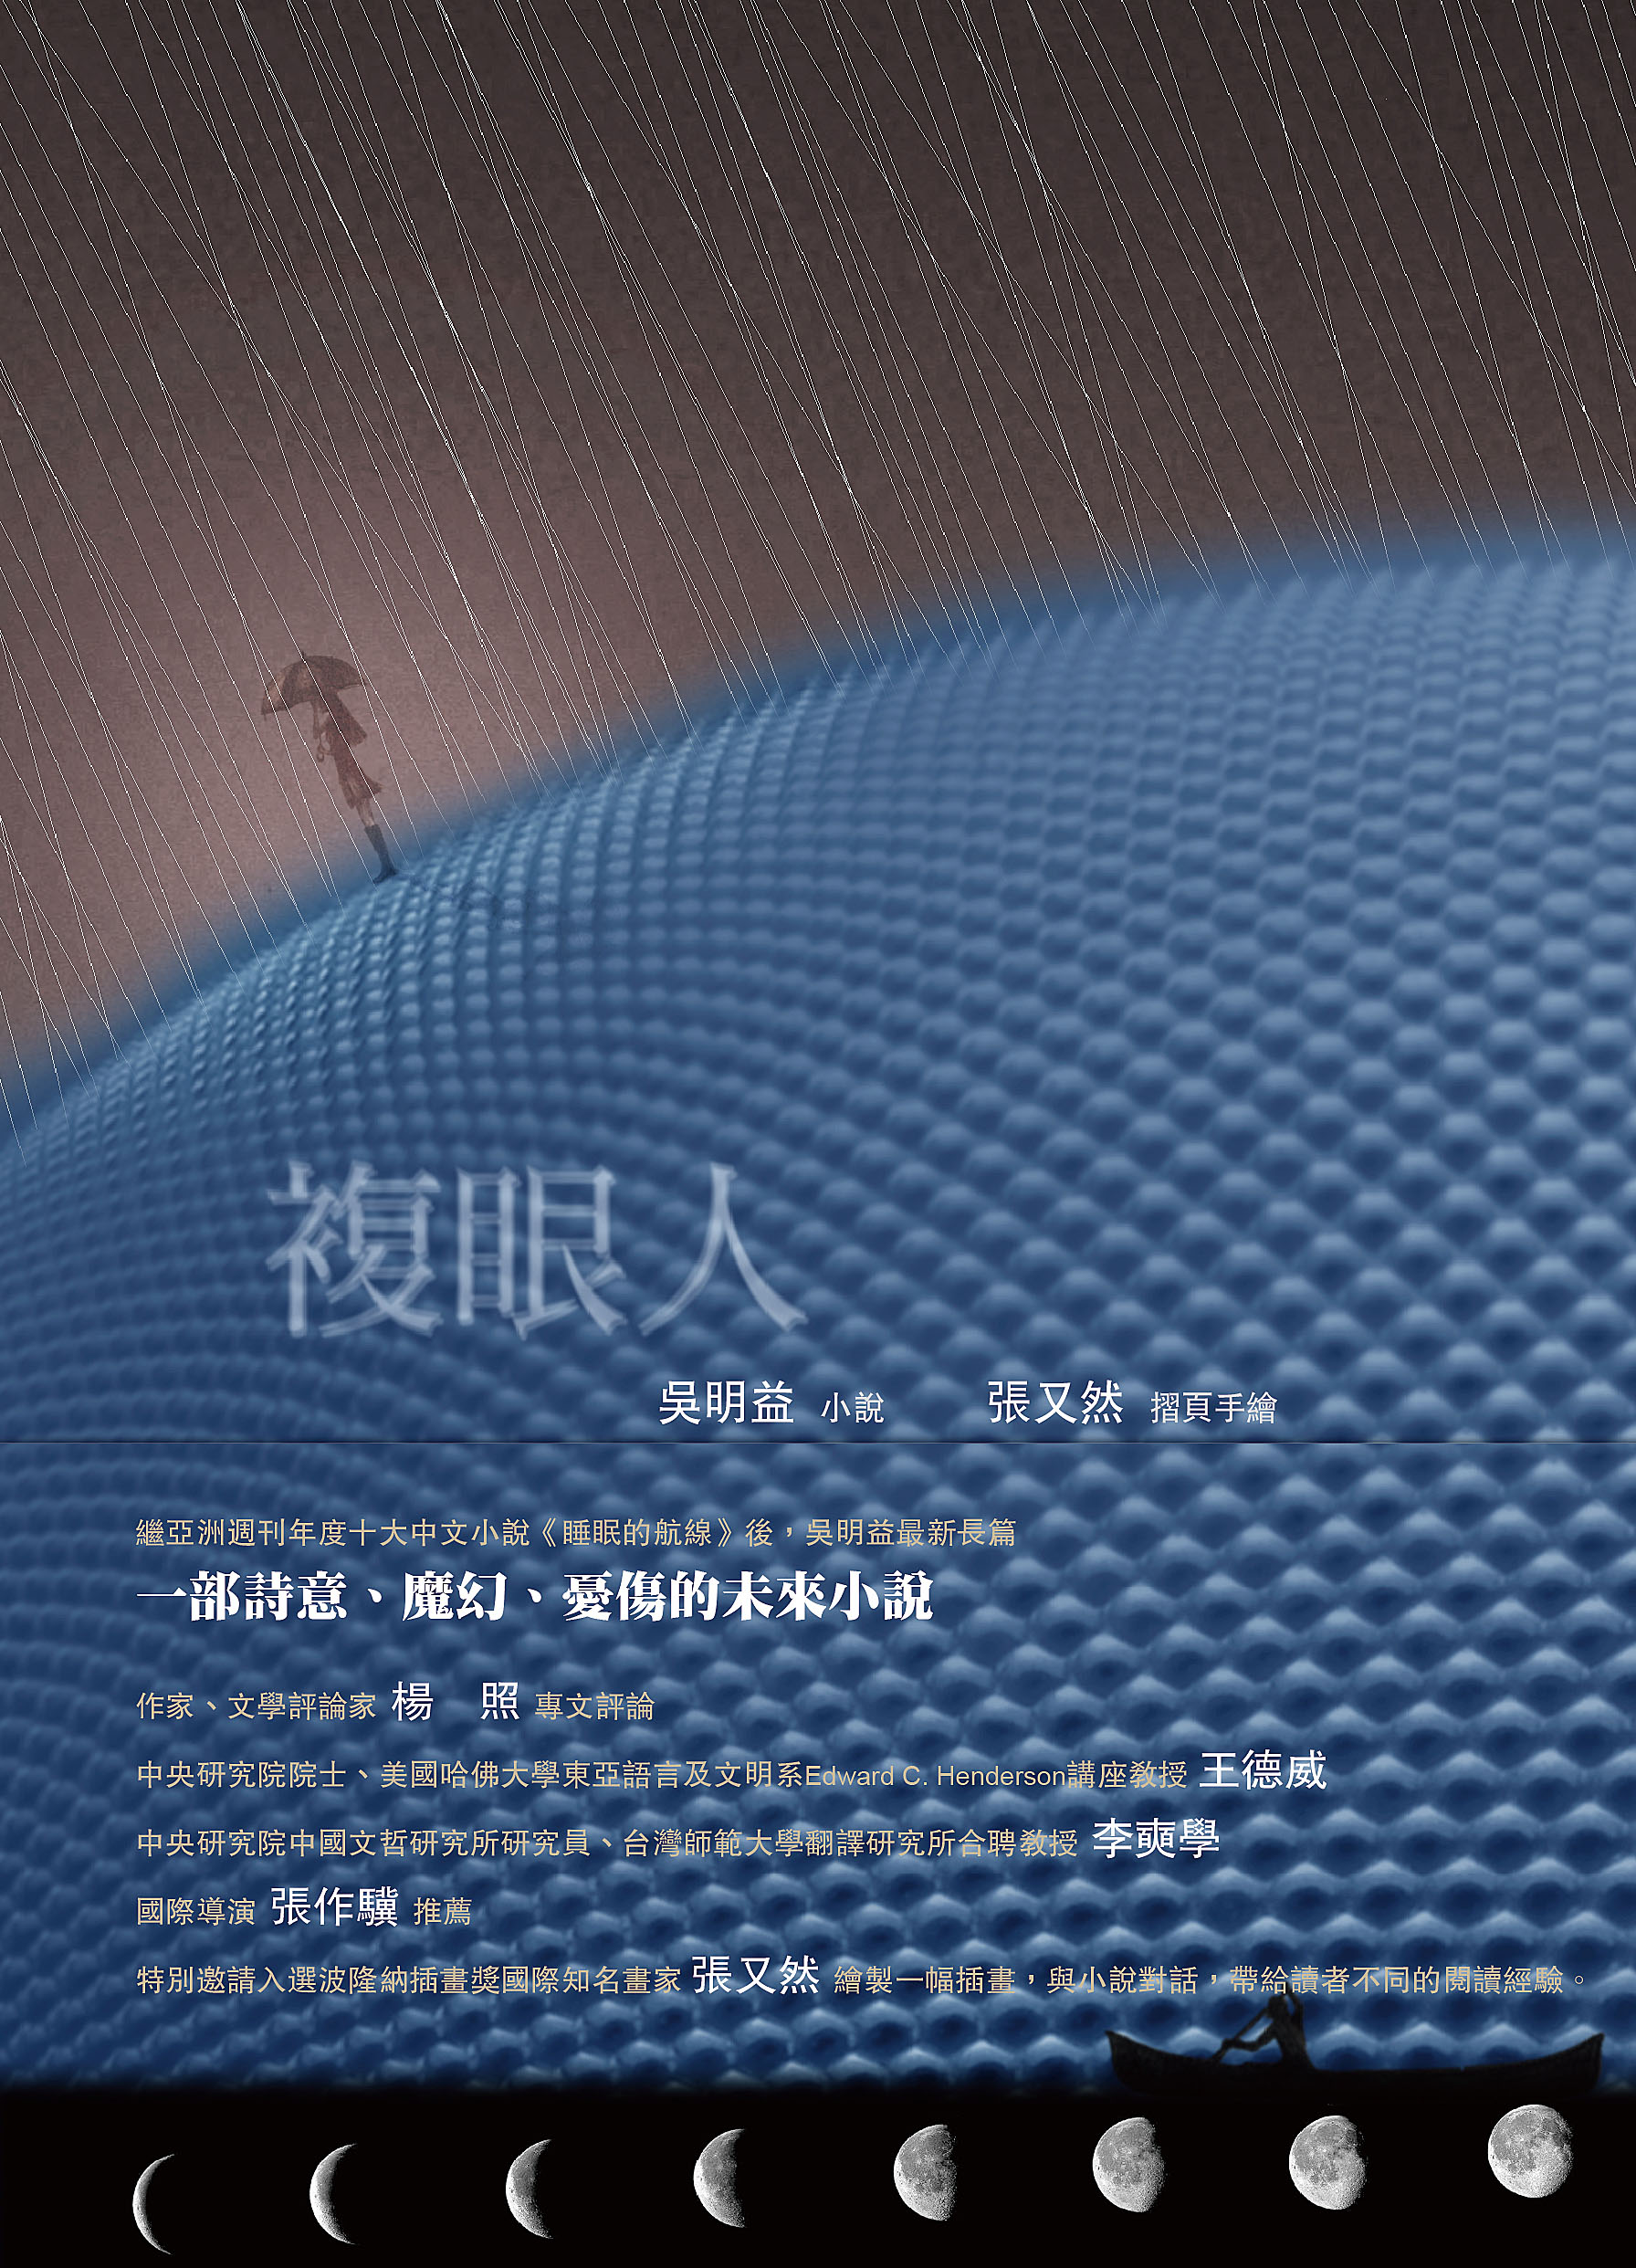 複眼人
吳明益 小說 張又然 摺頁手繪
繼亞洲週刊年度十大中文小說《睡眠的航線》後，吳明益最新長篇
一部詩意、魔幻、憂傷的未來小說
作家、文學評論家 楊 照 專文評論
中央研究院院士、美國哈佛大學東亞語言及文明系Edward C. Henderson講座教授 王德威
中央研究院中國文哲研究所研究員、台灣師範大學翻譯研究所合聘教授 李奭學
國際導演 張作驥 推薦
特別邀請入選波隆納插畫獎國際知名畫家 張又然 繪製一幅插畫，與小說對話，帶給讀者不同的閱讀經驗。